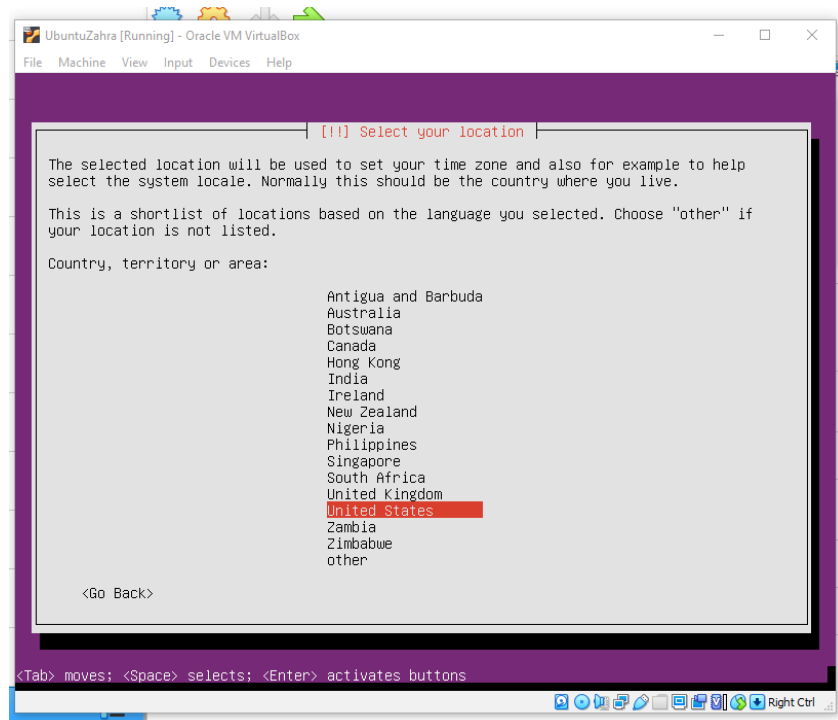 UbuntuZahra [Running] - Oracle VM VirtualBox
File Machine View Input Devices Help
[!!] Select your location
The selected location will be used to set your time zone and also for example to help
select the system locale. Normally this should be the country where you live.
This is a shortlist of locations based on the language you selected. Choose "other" if
your location is not listed.
Country, territory or area:
Antigua and Barbuda
Australia
Botswana
Canada
Hong Kong
India
Ireland
New Zealand
Nigeria
Philippines
Singapore
South Africa
United Kingdom
United States
Zambia
Zimbabwe
other
<Go Back>
<Tab> moves; <Space> selects; <Enter> activates buttons
Right Ctrl